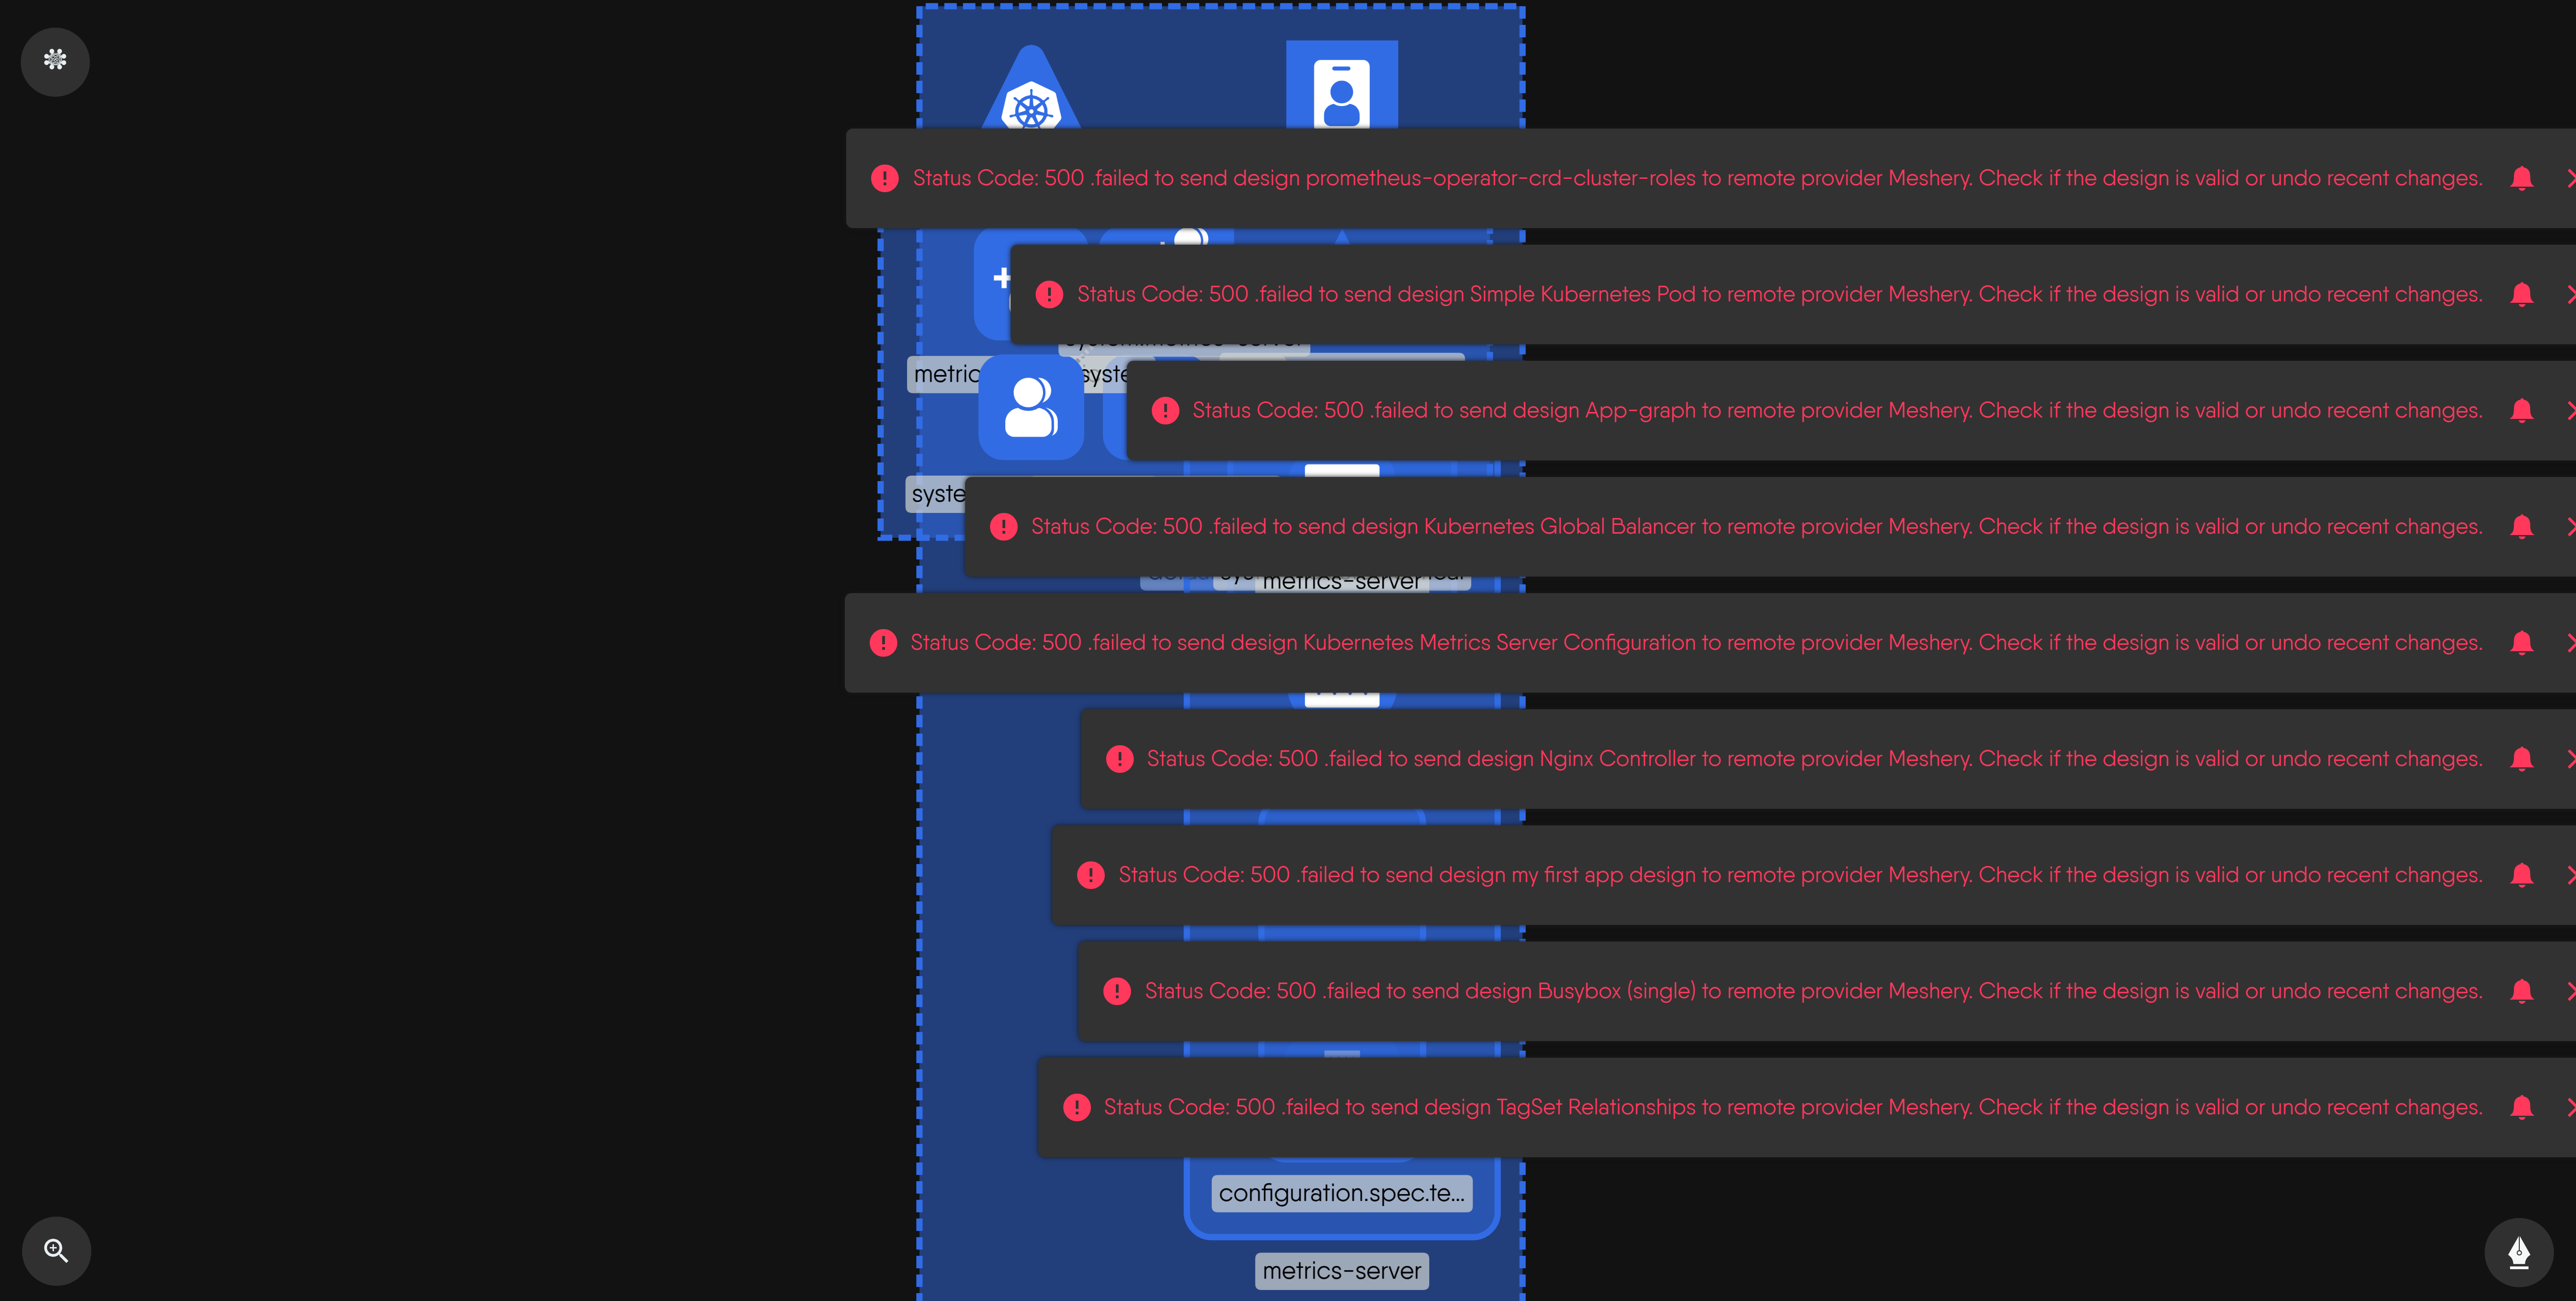 Status Code: 500 .failed to send design prometheus-operator-crd-cluster-roles to remote provider Meshery. Check if the design is valid or undo recent changes.
Status Code: 500 .failed to send design Simple Kubernetes Pod to remote provider Meshery. Check if the design is valid or undo recent changes.
metric
syste
Status Code: 500 .failed to send design App-graph to remote provider Meshery. Check if the design is valid or undo recent changes.
syste
Status Code: 500 .failed to send design Kubernetes Global Balancer to remote provider Meshery. Check if the design is valid or undo recent changes.
metrics-server
Status Code: 500 .failed to send design Kubernetes Metrics Server Configuration to remote provider Meshery. Check if the design is valid or undo recent changes.
Status Code: 500 .failed to send design Nginx Controller to remote provider Meshery. Check if the design is valid or undo recent changes.
Status Code: 500 .failed to send design my first app design to remote provider Meshery. Check if the design is valid or undo recent changes.
Status Code: 500 .failed to send design Busybox (single) to remote provider Meshery. Check if the design is valid or undo recent changes.
Status Code: 500 .failed to send design TagSet Relationships to remote provider Meshery. Check if the design is valid or undo recent changes.
configuration.spec.te...
metrics-server